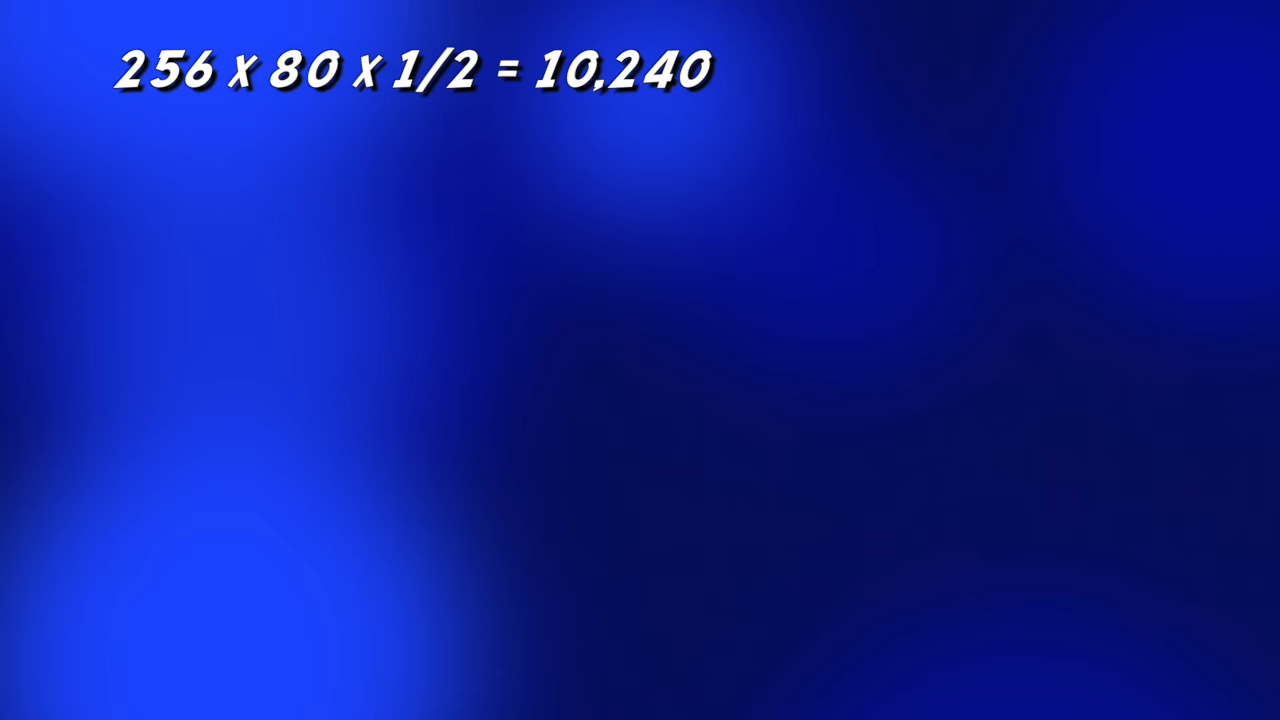 256 x 80 x 1/2 = 10,240